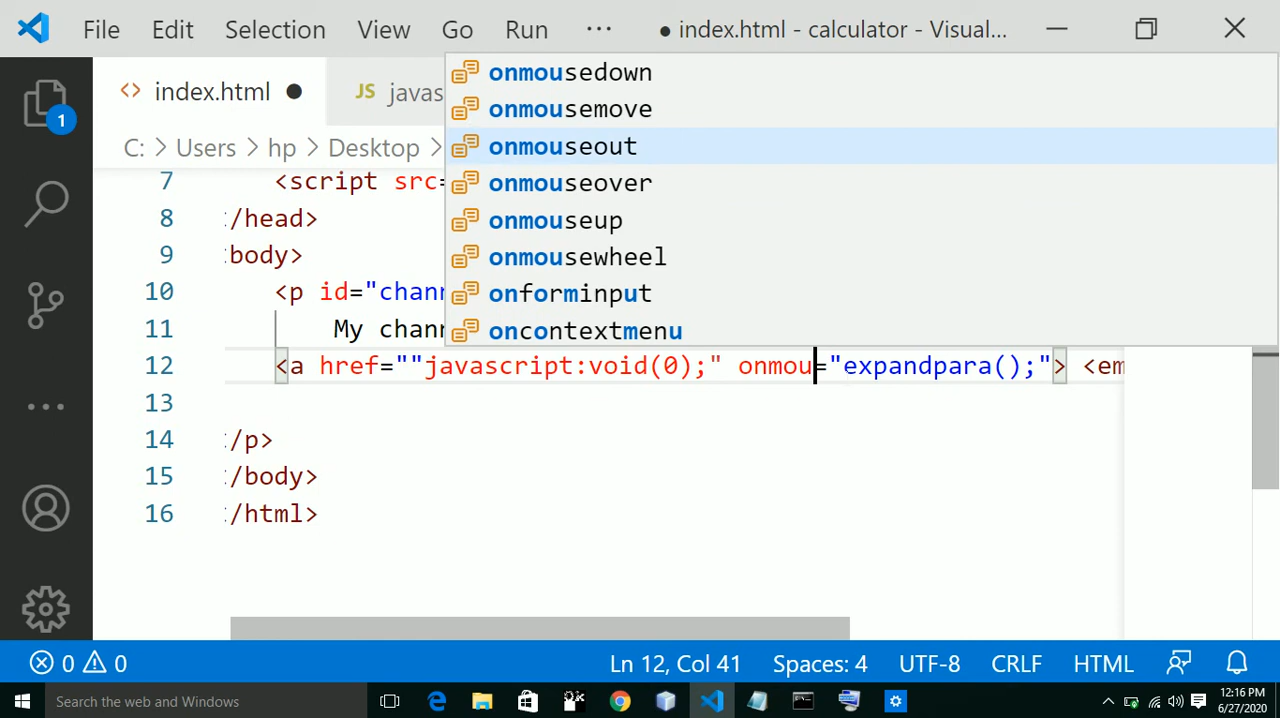 File Edit Selection View Go Run ··· ● index.html - calculator - Visual...
<> index.html ● JS javas
C: > Users > hp > Desktop >
onmousedown
onmousemove
onmouseout
onmouseover
onmouseup
onmousewheel
onforminput
oncontextmenu
1
7 <script src=
8 </head>
9 body>
10 <p id="chann
11 My chann
12 <a href=""javascript:void(0);" onmou="expandpara();"> <em
13
14 </p>
15 </body>
16 </html>
0 0 Ln 12, Col 41 Spaces: 4 UTF-8 CRLF HTML
Search the web and Windows
12:16 PM
6/27/2020